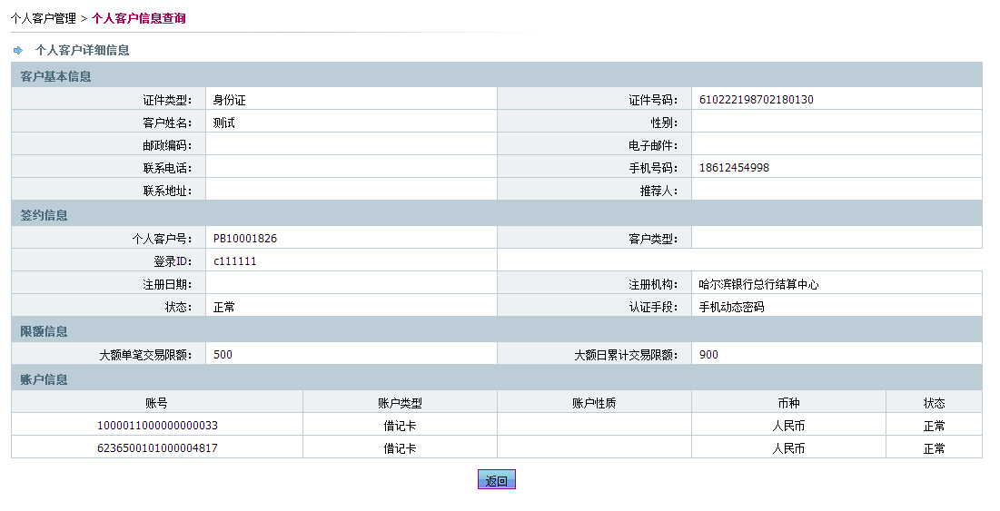 个人客户管理 > 个人客户信息查询
个人客户详细信息
客户基本信息
证件类型： 身份证 证件号码： 610222198702180130
客户姓名： 测试 性别：
邮政编码： 电子邮件：
联系电话： 手机号码： 18612454998
联系地址： 推荐人：
签约信息
个人客户号： PB10001826 客户类型：
登录ID： c111111
注册日期： 注册机构： 哈尔滨银行总行结算中心
状态： 正常 认证手段： 手机动态密码
限额信息
大额单笔交易限额： 500 大额日累计交易限额： 900
账户信息
账号 账户类型 账户性质 币种 状态
1000011000000000033 借记卡 人民币 正常
6236500101000004817 借记卡 人民币 正常
返回